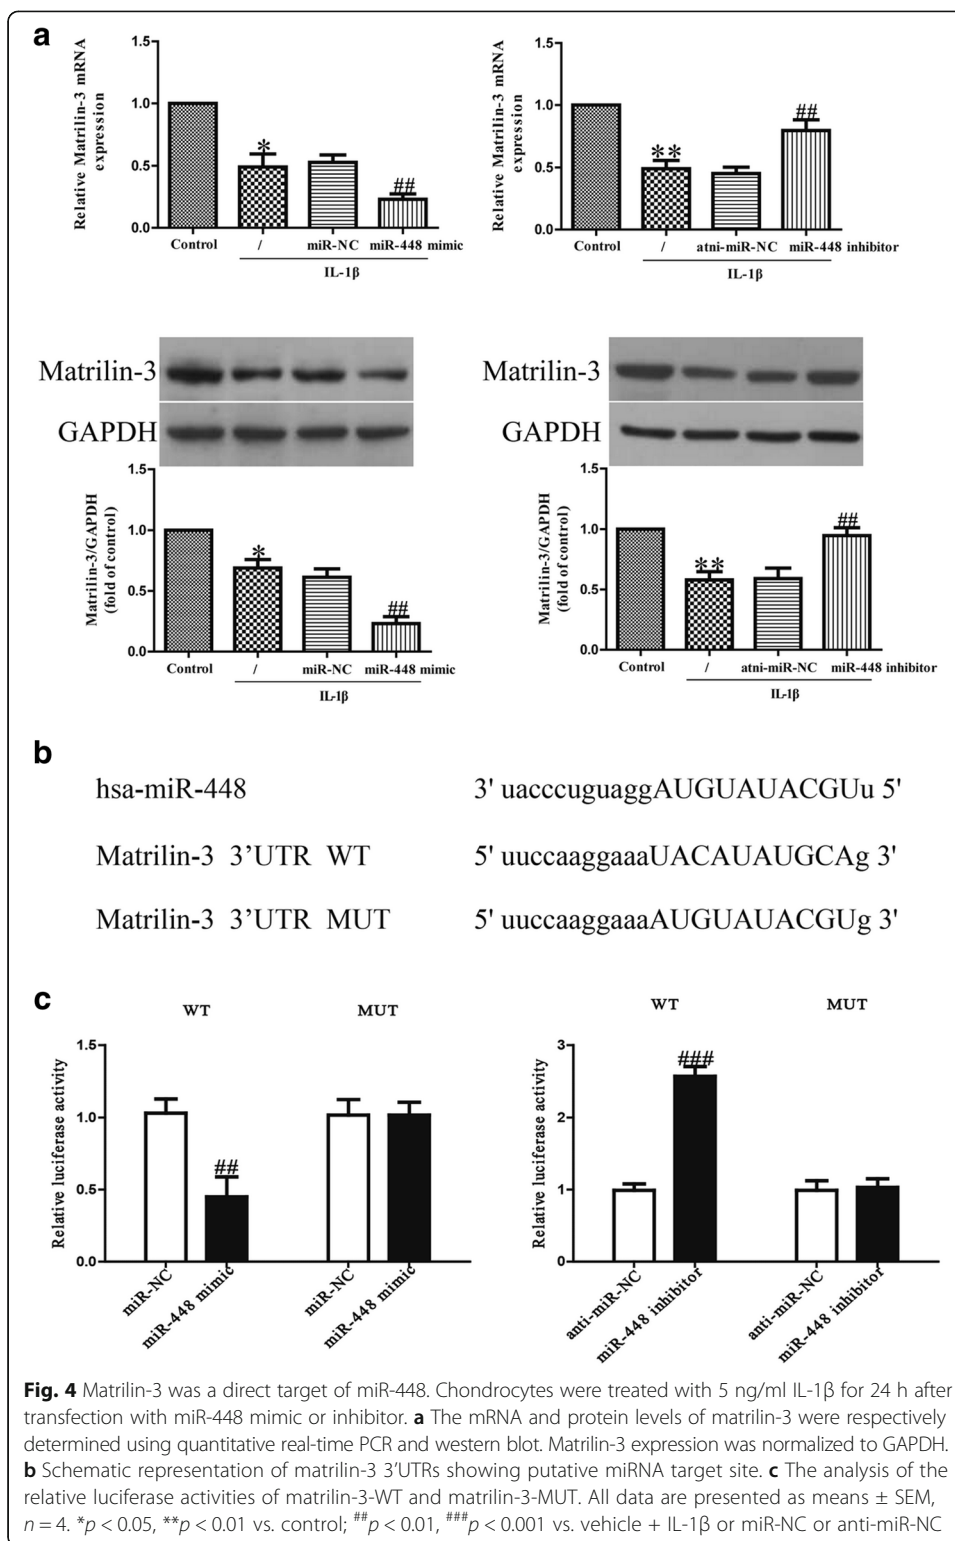 a
Relative Matrilin-3 mRNA
expression
1.5
1.0
0.5
0.0
*
##
Control
/
miR-NC
miR-448 mimic
IL-1β
Relative Matrilin-3 mRNA
expression
1.5
1.0
0.5
0.0
**
##
Control
/
atni-miR-NC
miR-448 inhibitor
IL-1β
Matrilin-3
GAPDH
Matrilin-3
GAPDH
Matrilin-3/GAPDH
(fold of control)
1.5
1.0
0.5
0.0
*
##
Control
/
miR-NC
miR-448 mimic
IL-1β
Matrilin-3/GAPDH
(fold of control)
1.5
1.0
0.5
0.0
**
##
Control
/
atni-miR-NC
miR-448 inhibitor
IL-1β
b
hsa-miR-448 3' uacccuguaggAUGUAUACGUu 5'
Matrilin-3 3’UTR WT 5' uuccaaggaaaUACAUAUGCAg 3'
Matrilin-3 3’UTR MUT 5' uuccaaggaaaAUGUAUACGUg 3'
c
WT
MUT
Relative luciferase activity
1.5
1.0
0.5
0.0
##
miR-NC
miR-448 mimic
miR-NC
miR-448 mimic
WT
MUT
Relative luciferase activity
3
2
1
0
###
anti-miR-NC
miR-448 inhibitor
anti-miR-NC
miR-448 inhibitor
Fig. 4 Matrilin-3 was a direct target of miR-448. Chondrocytes were treated with 5 ng/ml IL-1β for 24 h after
transfection with miR-448 mimic or inhibitor. a The mRNA and protein levels of matrilin-3 were respectively
determined using quantitative real-time PCR and western blot. Matrilin-3 expression was normalized to GAPDH.
b Schematic representation of matrilin-3 3’UTRs showing putative miRNA target site. c The analysis of the
relative luciferase activities of matrilin-3-WT and matrilin-3-MUT. All data are presented as means ± SEM,
n = 4. *p < 0.05, **p < 0.01 vs. control; ##p < 0.01, ###p < 0.001 vs. vehicle + IL-1β or miR-NC or anti-miR-NC